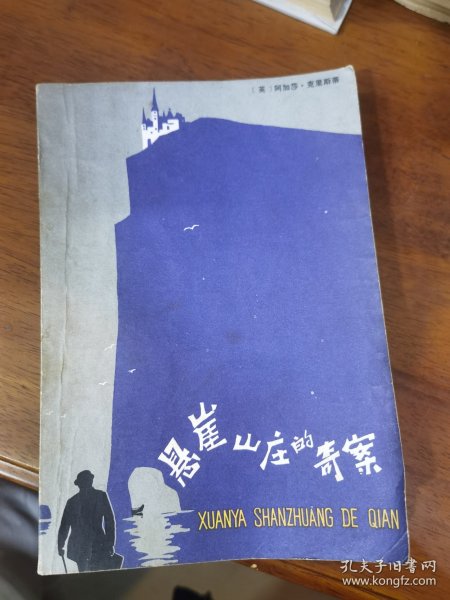 〔英〕阿加莎·克里斯蒂
悬崖山庄的奇案
XUANYA SHANZHUANG DE QIAN
孔夫子旧书网
www.kongfz.com